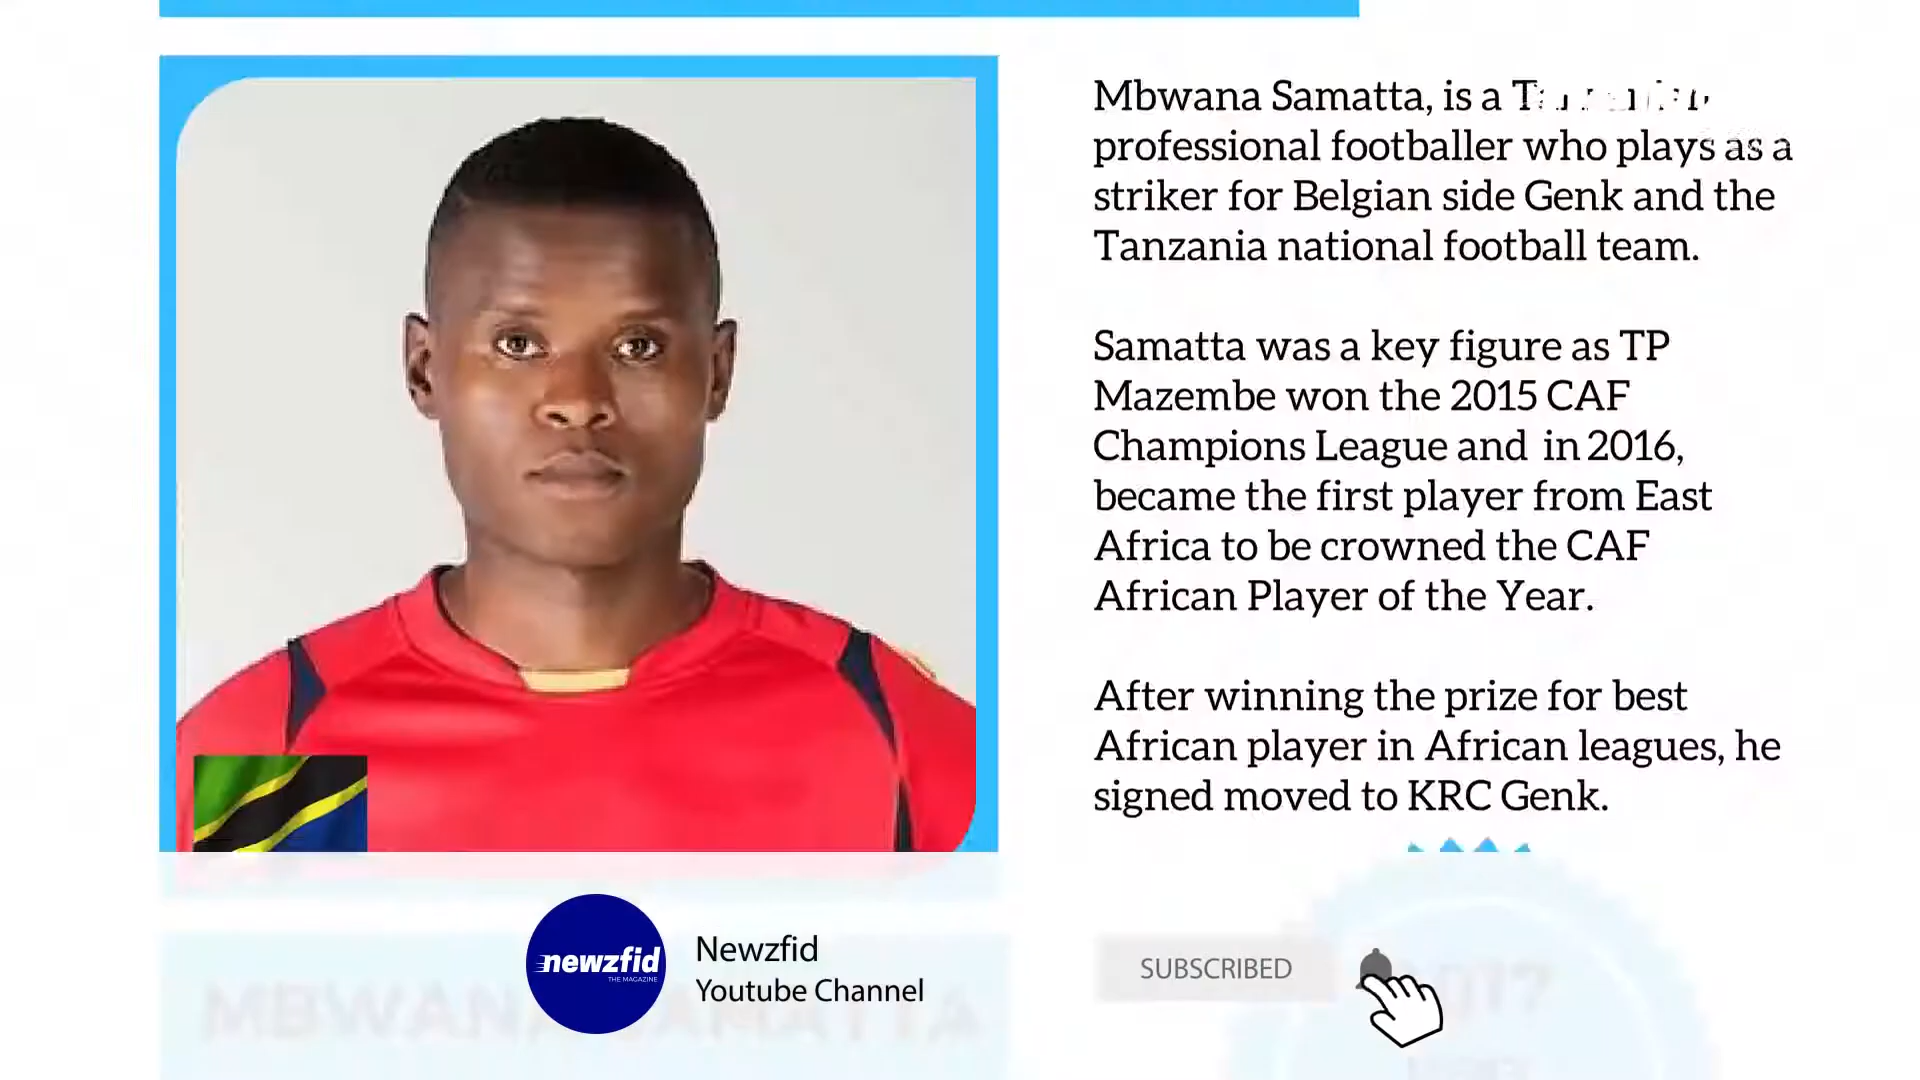 Mbwana Samatta, is a
professional footballer who plays as a
striker for Belgian side Genk and the
Tanzania national football team.
Samatta was a key figure as TP
Mazembe won the 2015 CAF
Champions League and in 2016,
became the first player from East
Africa to be crowned the CAF
African Player of the Year.
After winning the prize for best
African player in African leagues, he
signed moved to KRC Genk.
newzfid
THE MAGAZINE
Newzfid
Youtube Channel
SUBSCRIBED
MBWANA SAMATTA